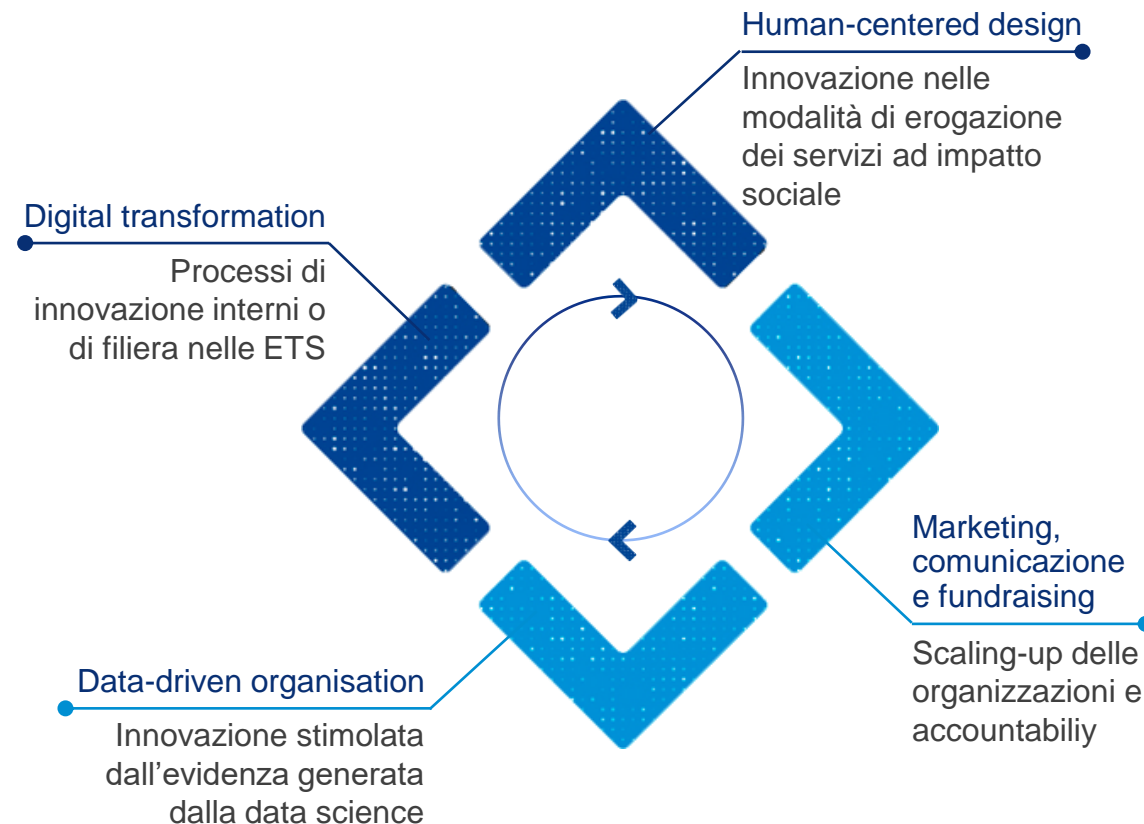 Human-centered design
Innovazione nelle
modalità di erogazione
dei servizi ad impatto
sociale
Digital transformation
Processi di
innovazione interni o
di filiera nelle ETS
Marketing,
comunicazione
e fundraising
Scaling-up delle
organizzazioni e
accountabiliy
Data-driven organisation
Innovazione stimolata
dall’evidenza generata
dalla data science